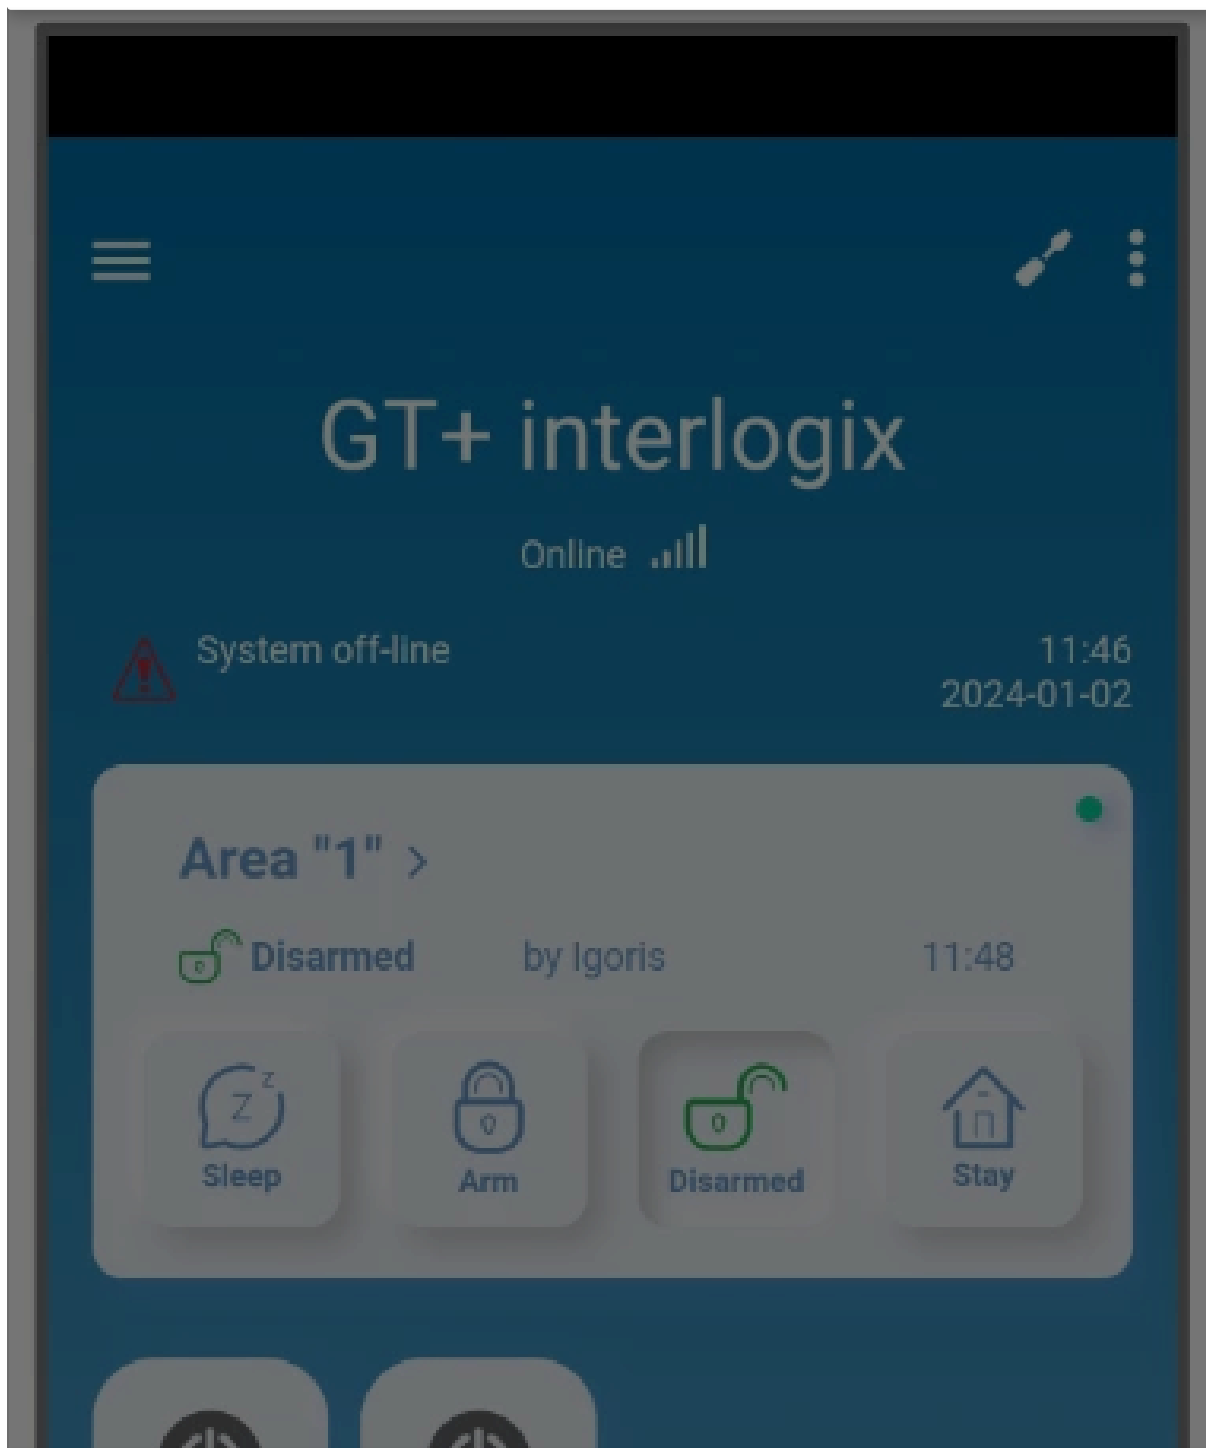 GT+ interlogix
Online
System off-line 11:46
2024-01-02
Area "1" >
Disarmed by Igoris 11:48
Sleep Arm Disarmed Stay